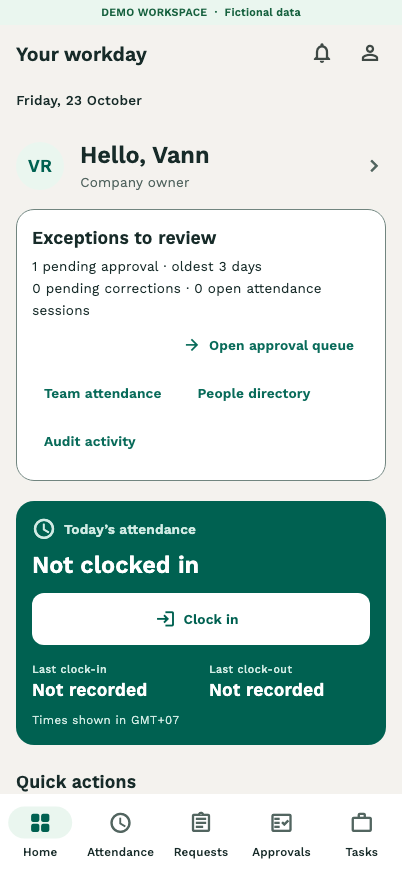 DEMO WORKSPACE · Fictional data
Your workday
Friday, 23 October
VR
Hello, Vann
Company owner
Exceptions to review
1 pending approval · oldest 3 days
0 pending corrections · 0 open attendance
sessions
Open approval queue
Team attendance
People directory
Audit activity
Today’s attendance
Not clocked in
Clock in
Last clock-in
Last clock-out
Not recorded
Not recorded
Times shown in GMT+07
Quick actions
Home
Attendance
Requests
Approvals
Tasks